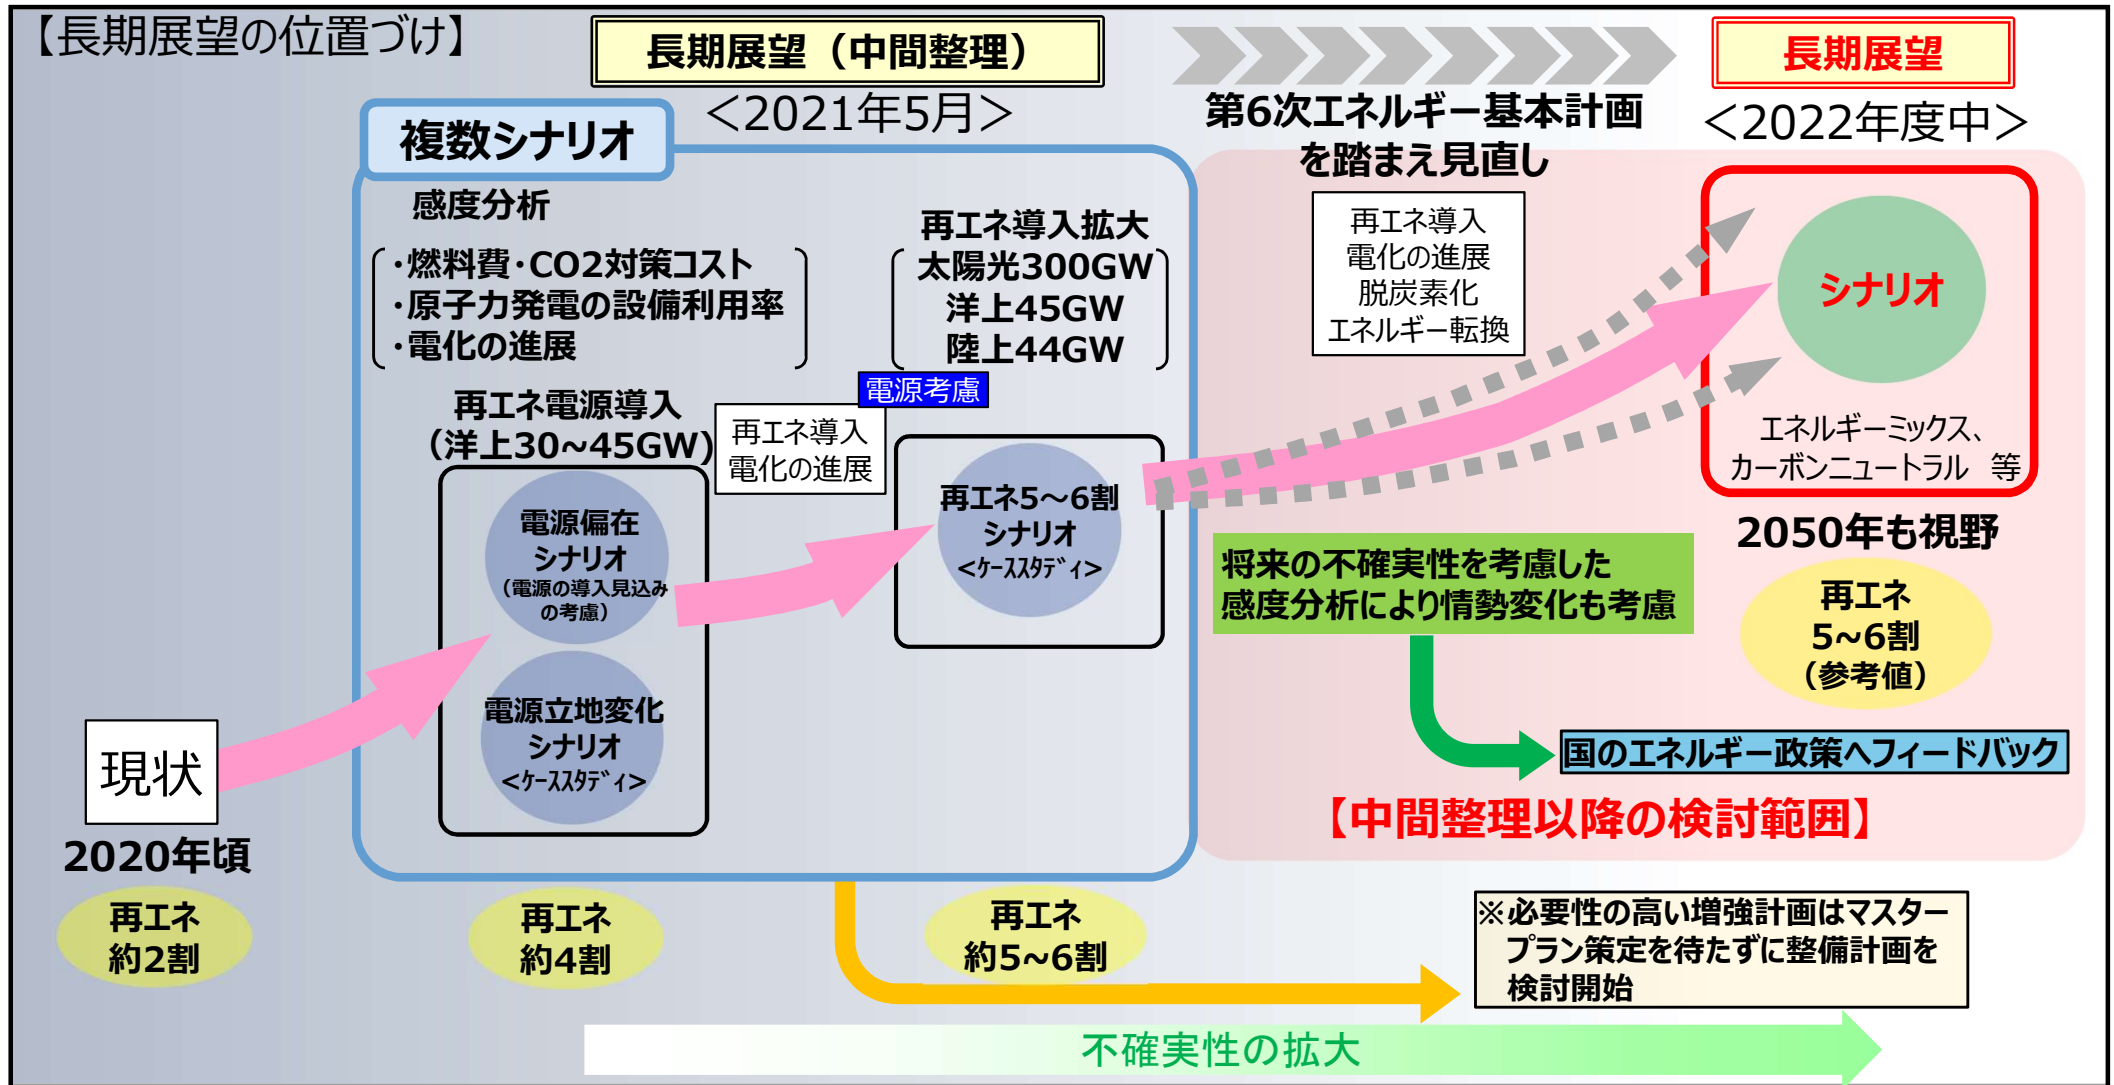 【長期展望の位置づけ】
長期展望（中間整理）
＜2021年5月＞
長期展望
＜2022年度中＞
第6次エネルギー基本計画
を踏まえ見直し
複数シナリオ
感度分析
・燃料費・CO2対策コスト
・原子力発電の設備利用率
・電化の進展
再エネ導入拡大
太陽光300GW
洋上45GW
陸上44GW
再エネ導入
電化の進展
脱炭素化
エネルギー転換
シナリオ
エネルギーミックス、
カーボンニュートラル　等
再エネ電源導入
（洋上30~45GW)
電源考慮
再エネ導入
電化の進展
電源偏在
シナリオ
（電源の導入見込み
の考慮）
再エネ5～6割
シナリオ
<ｹｰｽｽﾀﾃﾞｨ>
電源立地変化
シナリオ
<ｹｰｽｽﾀﾃﾞｨ>
2050年も視野
再エネ
5~6割
（参考値）
将来の不確実性を考慮した
感度分析により情勢変化も考慮
国のエネルギー政策へフィードバック
【中間整理以降の検討範囲】
現状
2020年頃
再エネ
約2割
再エネ
約4割
再エネ
約5~6割
※必要性の高い増強計画はマスター
プラン策定を待たずに整備計画を
検討開始
不確実性の拡大